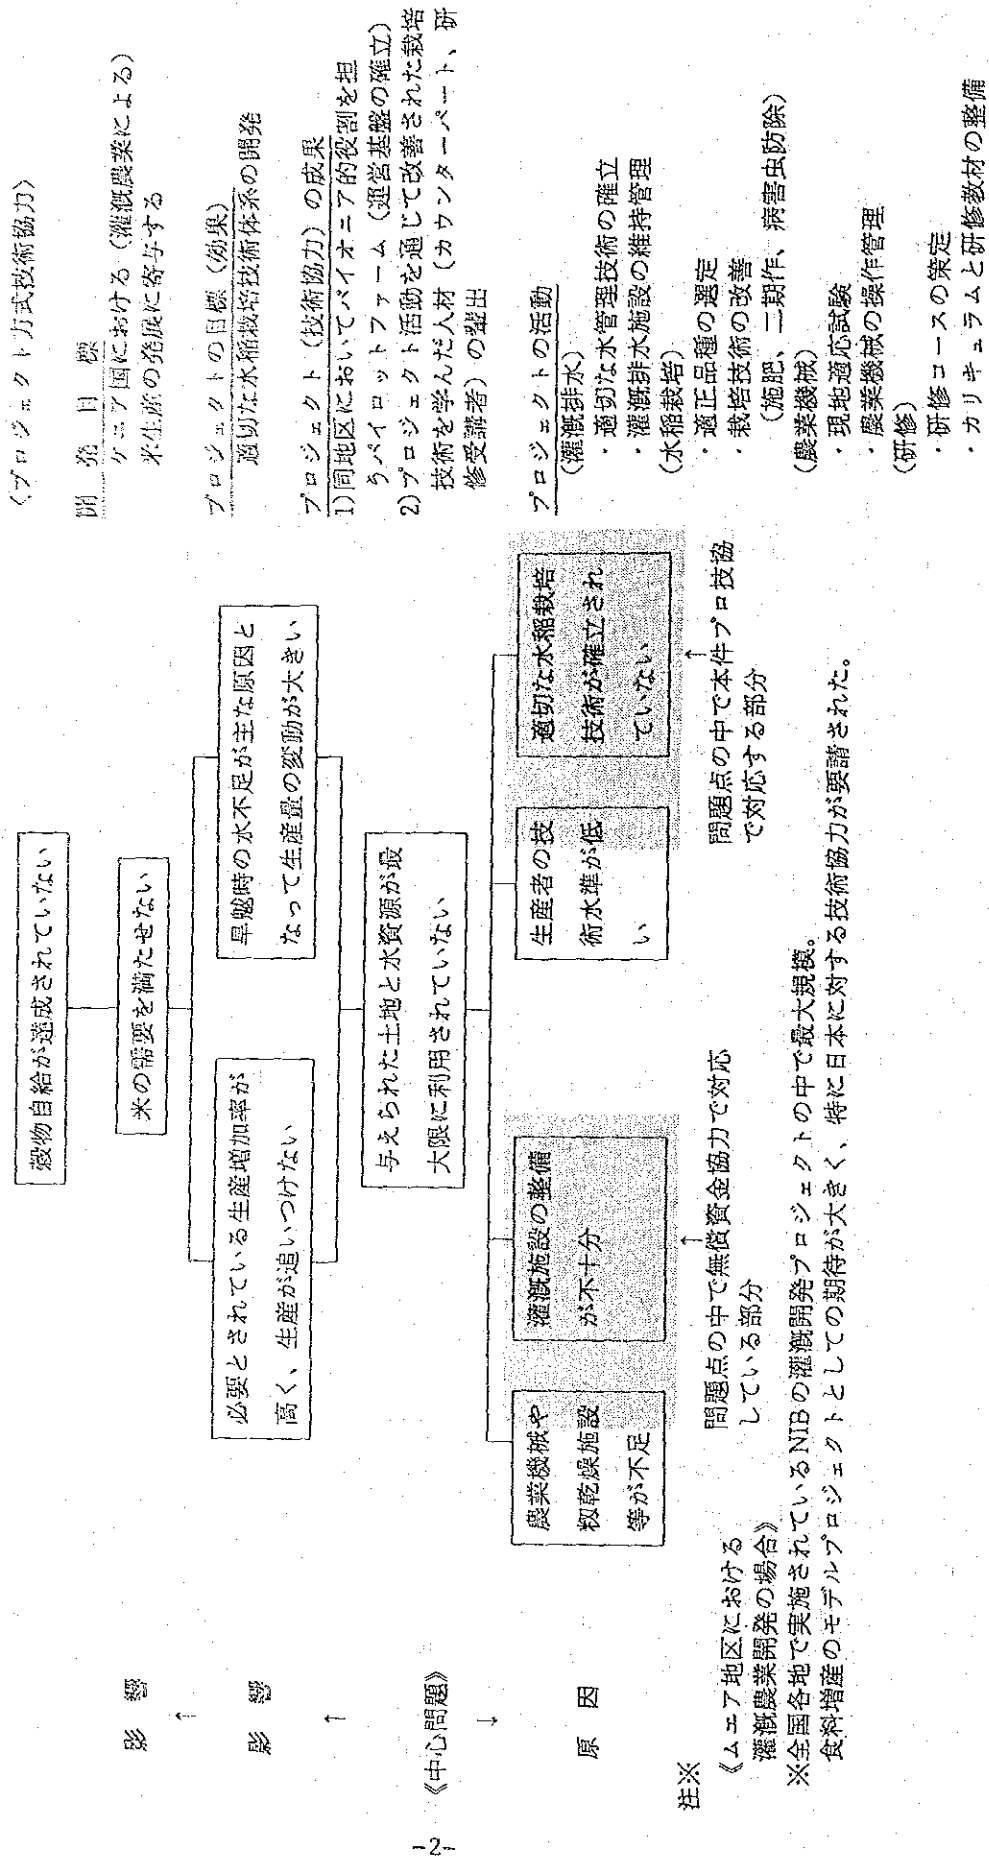 影響
↑
影響
↑
《中心問題》
↓
原因
穀物自給が達成されていない
米の需要を満たせない
必要とされている生産増加率が
高く、生産が追いつけない
旱魃時の水不足が主な原因と
なって生産量の変動が大きい
与えられた土地と水資源が最
大限に利用されていない
農業機械や
籾乾燥施設
等が不足
灌漑施設の整備
が不十分
生産者の技
術水準が低
い
適切な水稲栽培
技術が確立され
ていない
↑
問題点の中で無償資金協力で対応
している部分
↑
問題点の中で本件プロ技協
で対応する部分
〈プロジェクト方式技術協力〉
開発目標
ケニア国における(灌漑農業による)
米生産の発展に寄与する
プロジェクトの目標(効果)
適切な水稲栽培技術体系の開発
プロジェクト(技術協力)の成果
1)同地区においてパイオニア的役割を担
うパイロットファーム(運営基盤の確立)
2)プロジェクト活動を通じて改善された栽培
技術を学んだ人材(カウンターパート、研
修受講者)の輩出
プロジェクトの活動
(灌漑排水)
・適切な水管理技術の確立
・灌漑排水施設の維持管理
(水稲栽培)
・適正品種の選定
・栽培技術の改善
(施肥、二期作、病害虫防除)
(農業機械)
・現地適応試験
・農業機械の操作管理
(研修)
・研修コースの策定
・カリキュラムと研修教材の整備
注※
《ムエア地区における
灌漑農業開発の場合》
※全国各地で実施されているNIBの灌漑開発プロジェクトの中で最大規模。
食料増産のモデルプロジェクトとしての期待が大きく、特に日本に対する技術協力が要請された。
-2-